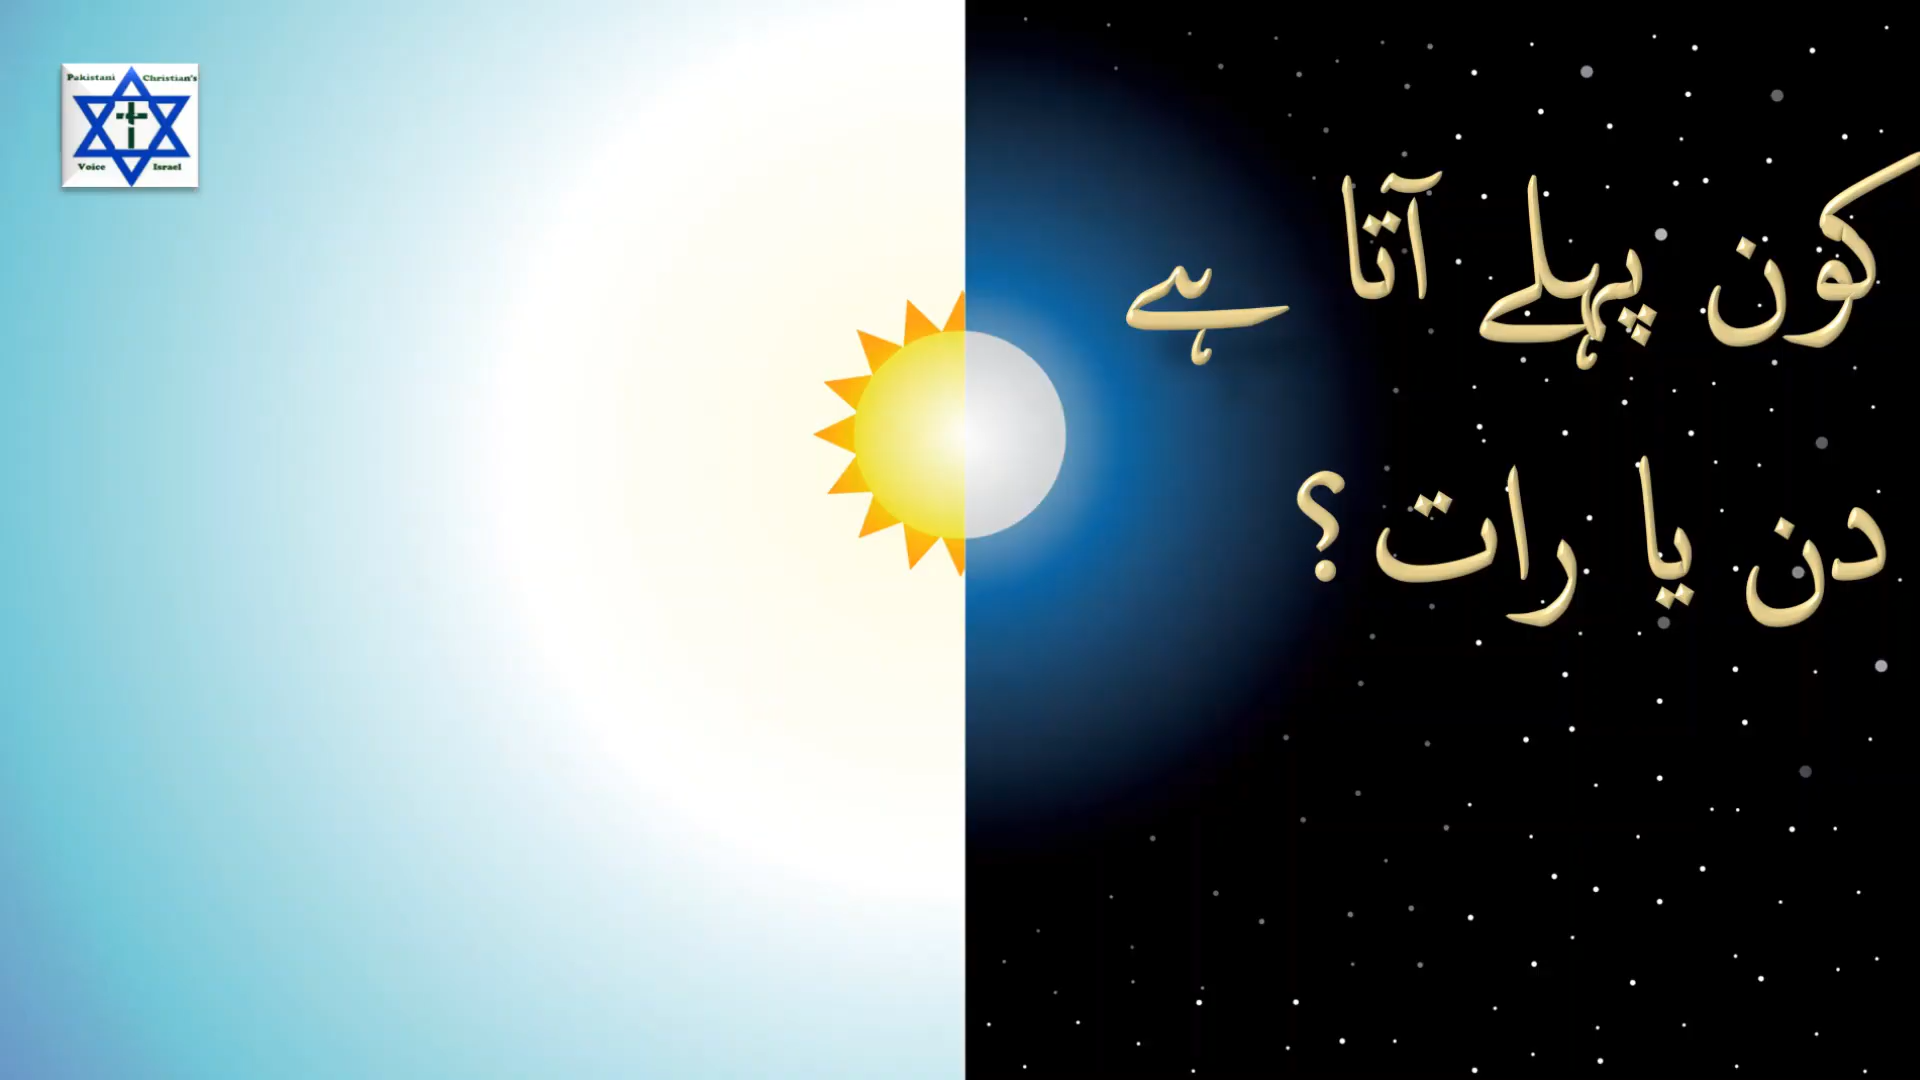 Pakistani Christian's
Voice Israel
کون پہلے آتا ہے
دن یا رات؟